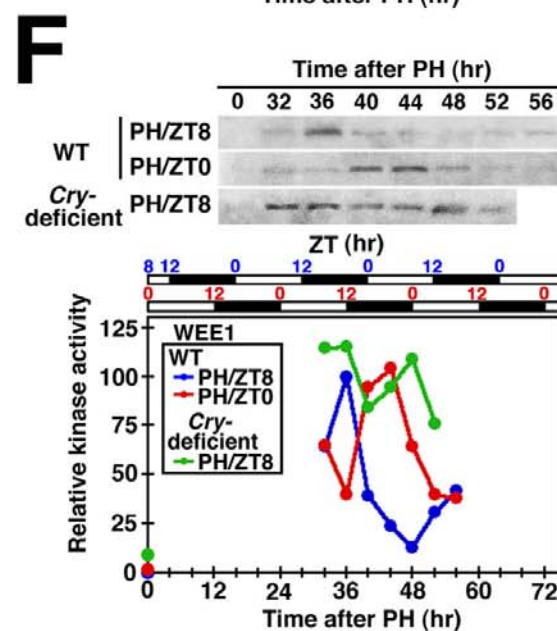 Time after PH (hr)
F
Time after PH (hr)
0 32 36 40 44 48 52 56
WT
PH/ZT8
PH/ZT0
Cry-
deficient PH/ZT8
ZT (hr)
8 12 0 12 0 12 0
0 12 0 12 0 12 0
125
100
75
50
25
0
Relative kinase activity
WEE1
WT
PH/ZT8
PH/ZT0
Cry-
deficient
PH/ZT8
0 12 24 36 48 60 72
Time after PH (hr)